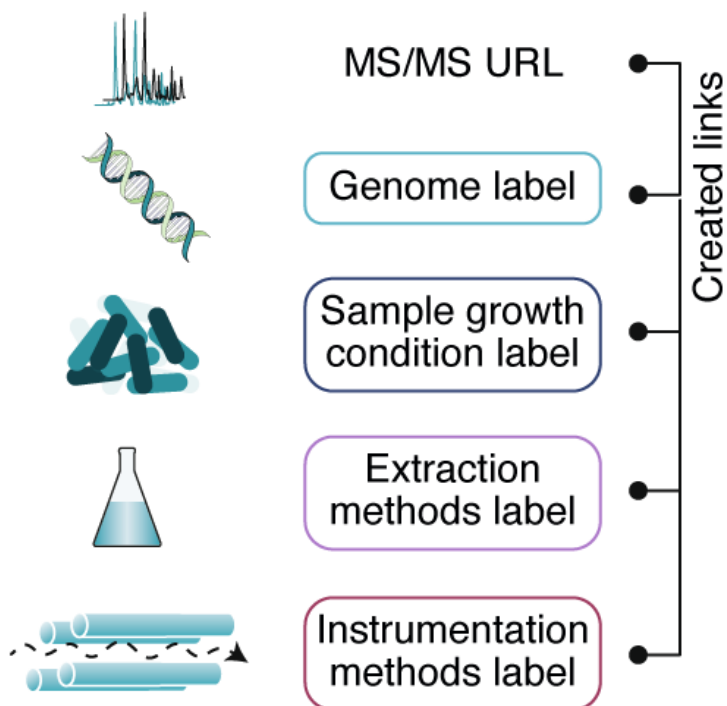 MS/MS URL
Genome label
Sample growth
condition label
Extraction
methods label
Instrumentation
methods label
Created links